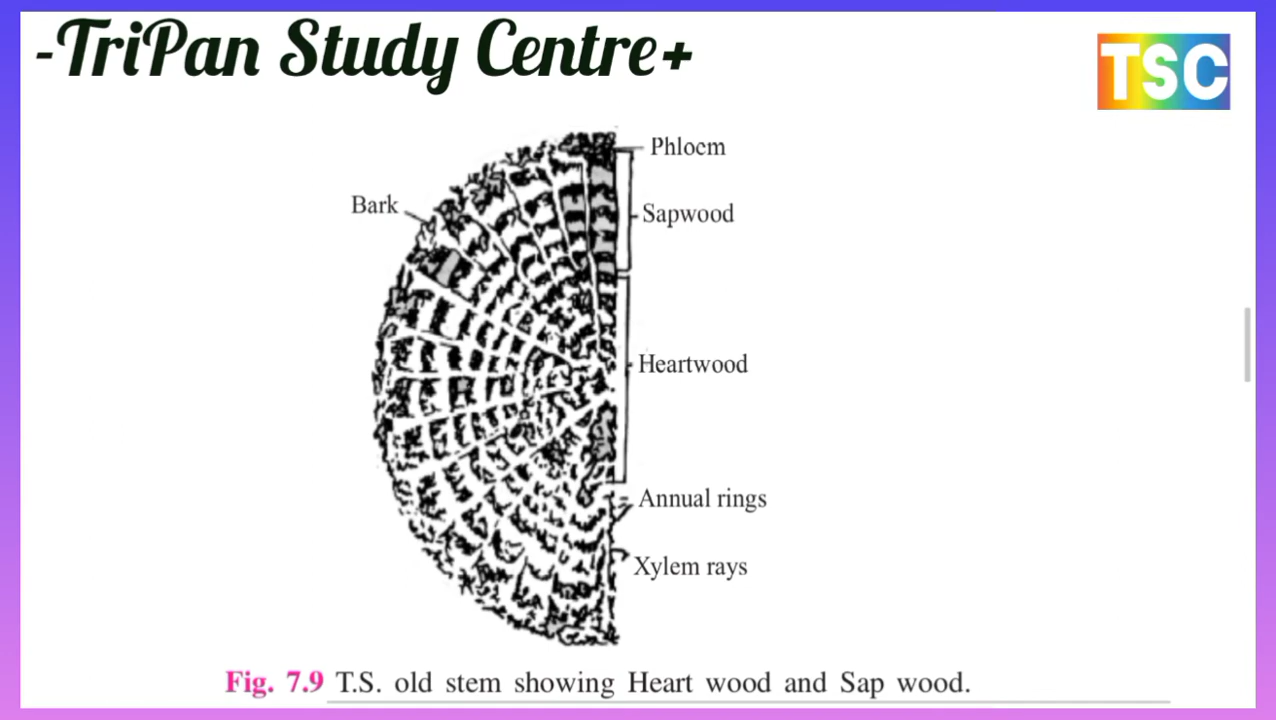 -TriPan Study Centre+
TSC
Phloem
Bark
Sapwood
Heartwood
Annual rings
Xylem rays
Fig. 7.9 T.S. old stem showing Heart wood and Sap wood.